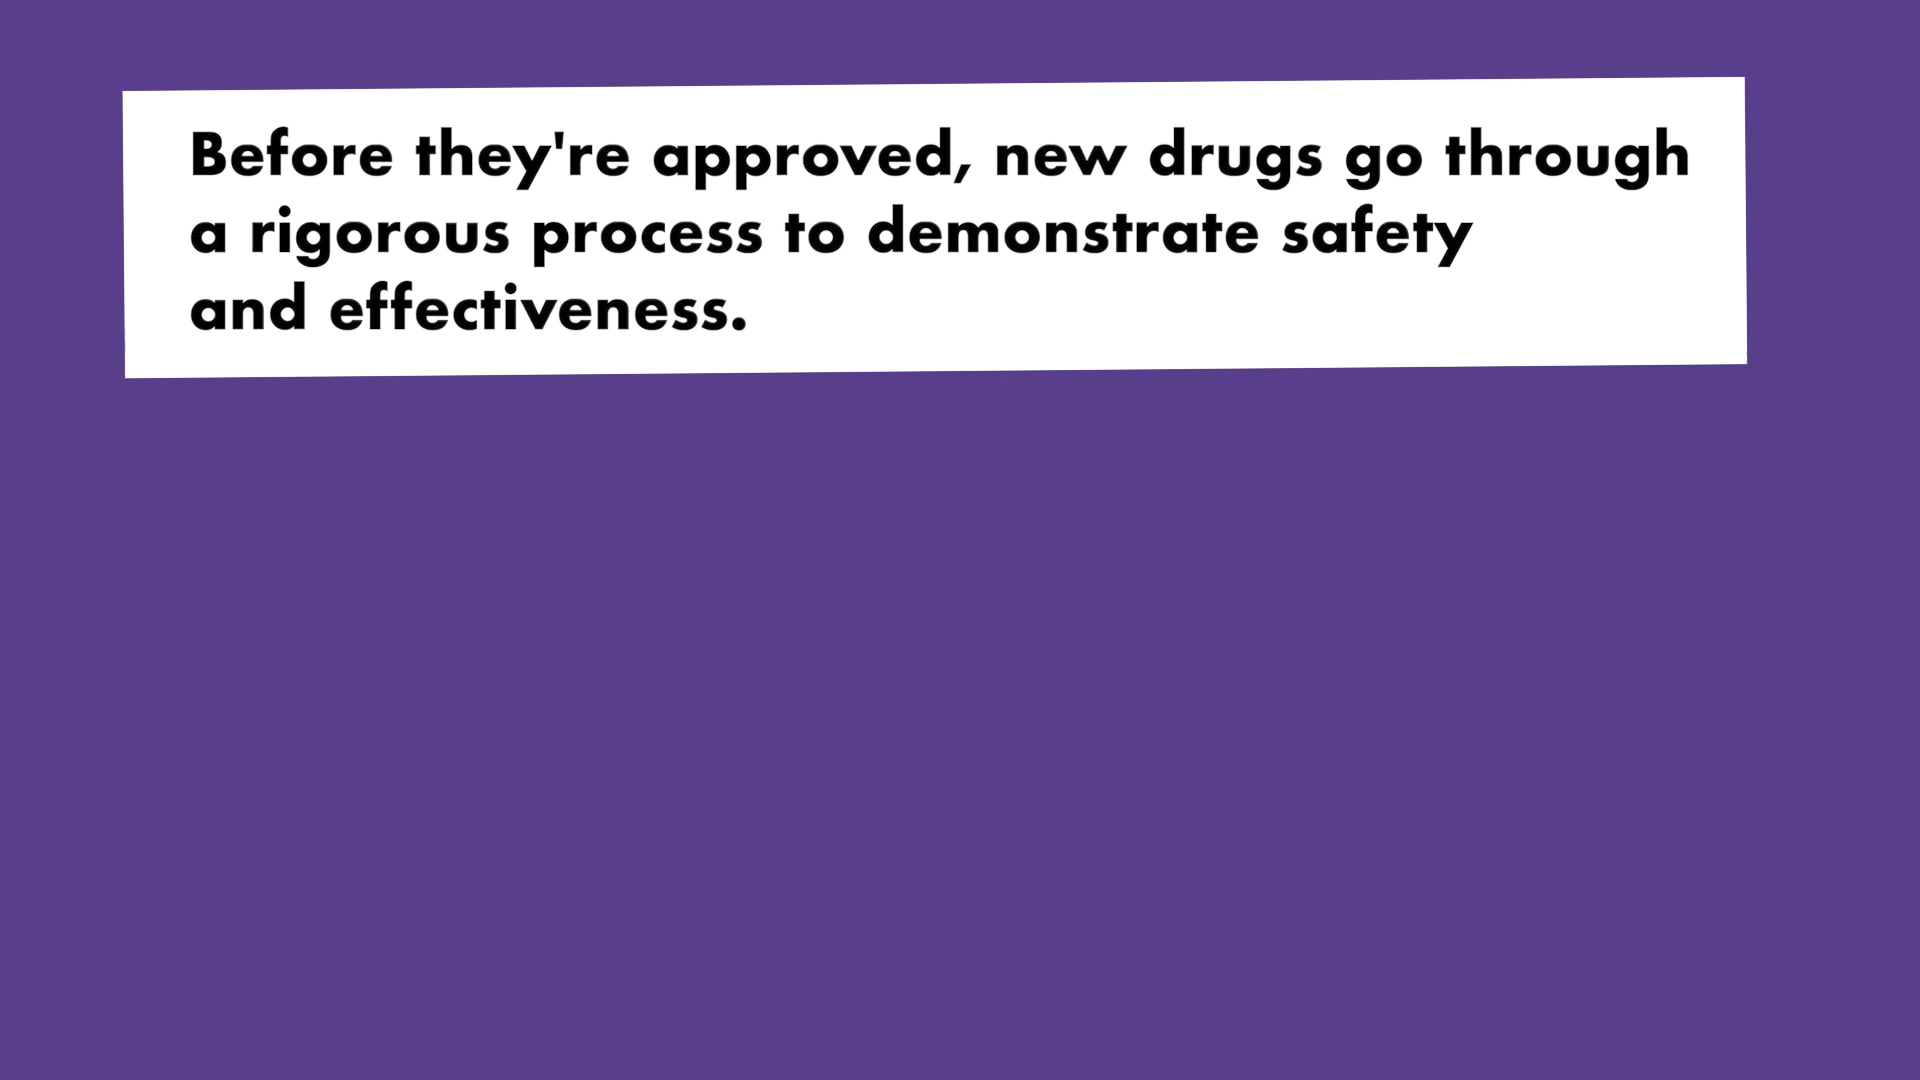 Before they're approved, new drugs go through
a rigorous process to demonstrate safety
and effectiveness.